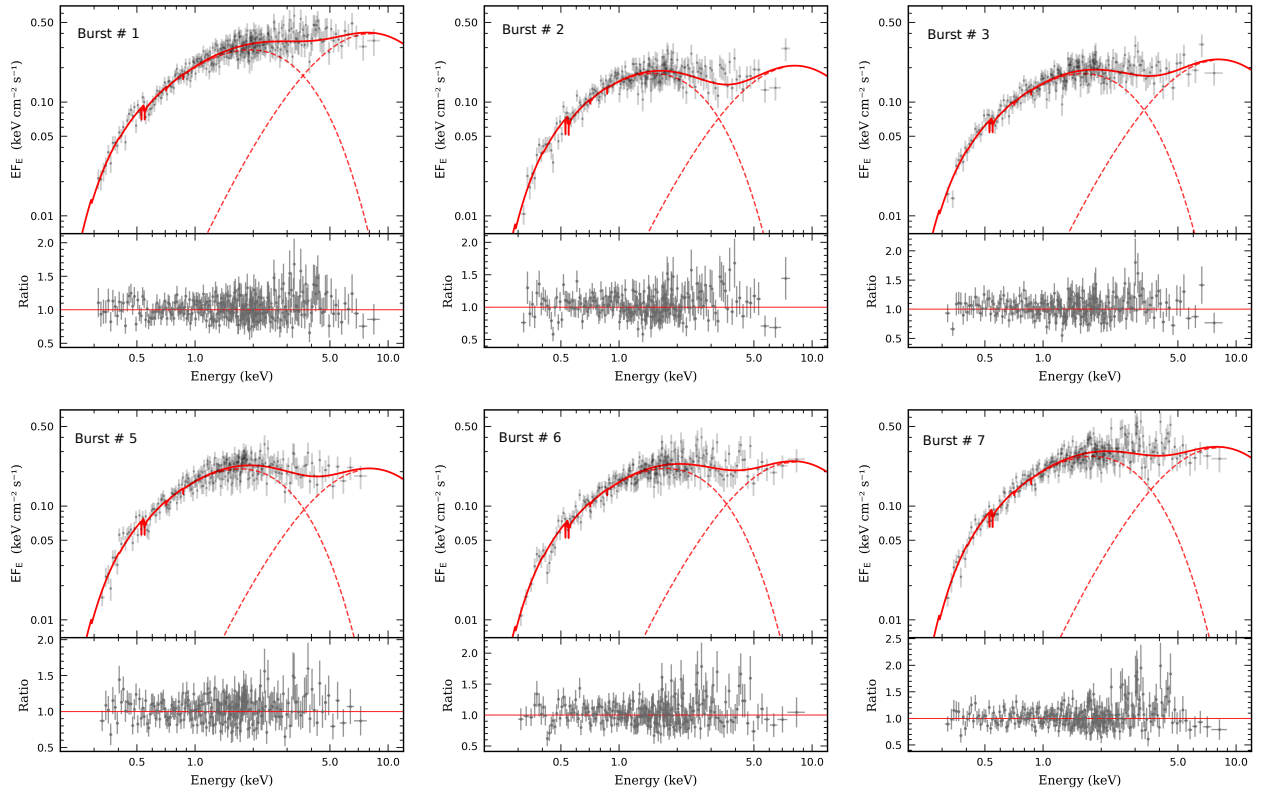 Burst # 1
0.50
0.10
0.05
0.01
EF_E (keV cm⁻² s⁻¹)
2.0
1.5
1.0
0.5
Ratio
0.5 1.0 5.0 10.0
Energy (keV)
Burst # 2
0.50
0.10
0.05
0.01
EF_E (keV cm⁻² s⁻¹)
2.0
1.5
1.0
0.5
Ratio
0.5 1.0 5.0 10.0
Energy (keV)
Burst # 3
0.50
0.10
0.05
0.01
EF_E (keV cm⁻² s⁻¹)
2.0
1.5
1.0
0.5
Ratio
0.5 1.0 5.0 10.0
Energy (keV)
Burst # 5
0.50
0.10
0.05
0.01
EF_E (keV cm⁻² s⁻¹)
2.0
1.5
1.0
0.5
Ratio
0.5 1.0 5.0 10.0
Energy (keV)
Burst # 6
0.50
0.10
0.05
0.01
EF_E (keV cm⁻² s⁻¹)
2.0
1.5
1.0
0.5
Ratio
0.5 1.0 5.0 10.0
Energy (keV)
Burst # 7
0.50
0.10
0.05
0.01
EF_E (keV cm⁻² s⁻¹)
2.5
2.0
1.5
1.0
0.5
Ratio
0.5 1.0 5.0 10.0
Energy (keV)